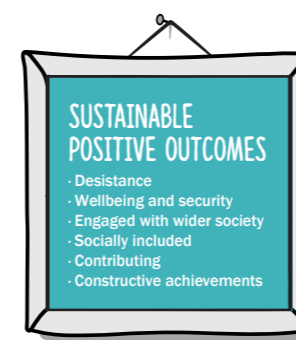 SUSTAINABLE
POSITIVE OUTCOMES
· Desistance
· Wellbeing and security
· Engaged with wider society
· Socially included
· Contributing
· Constructive achievements